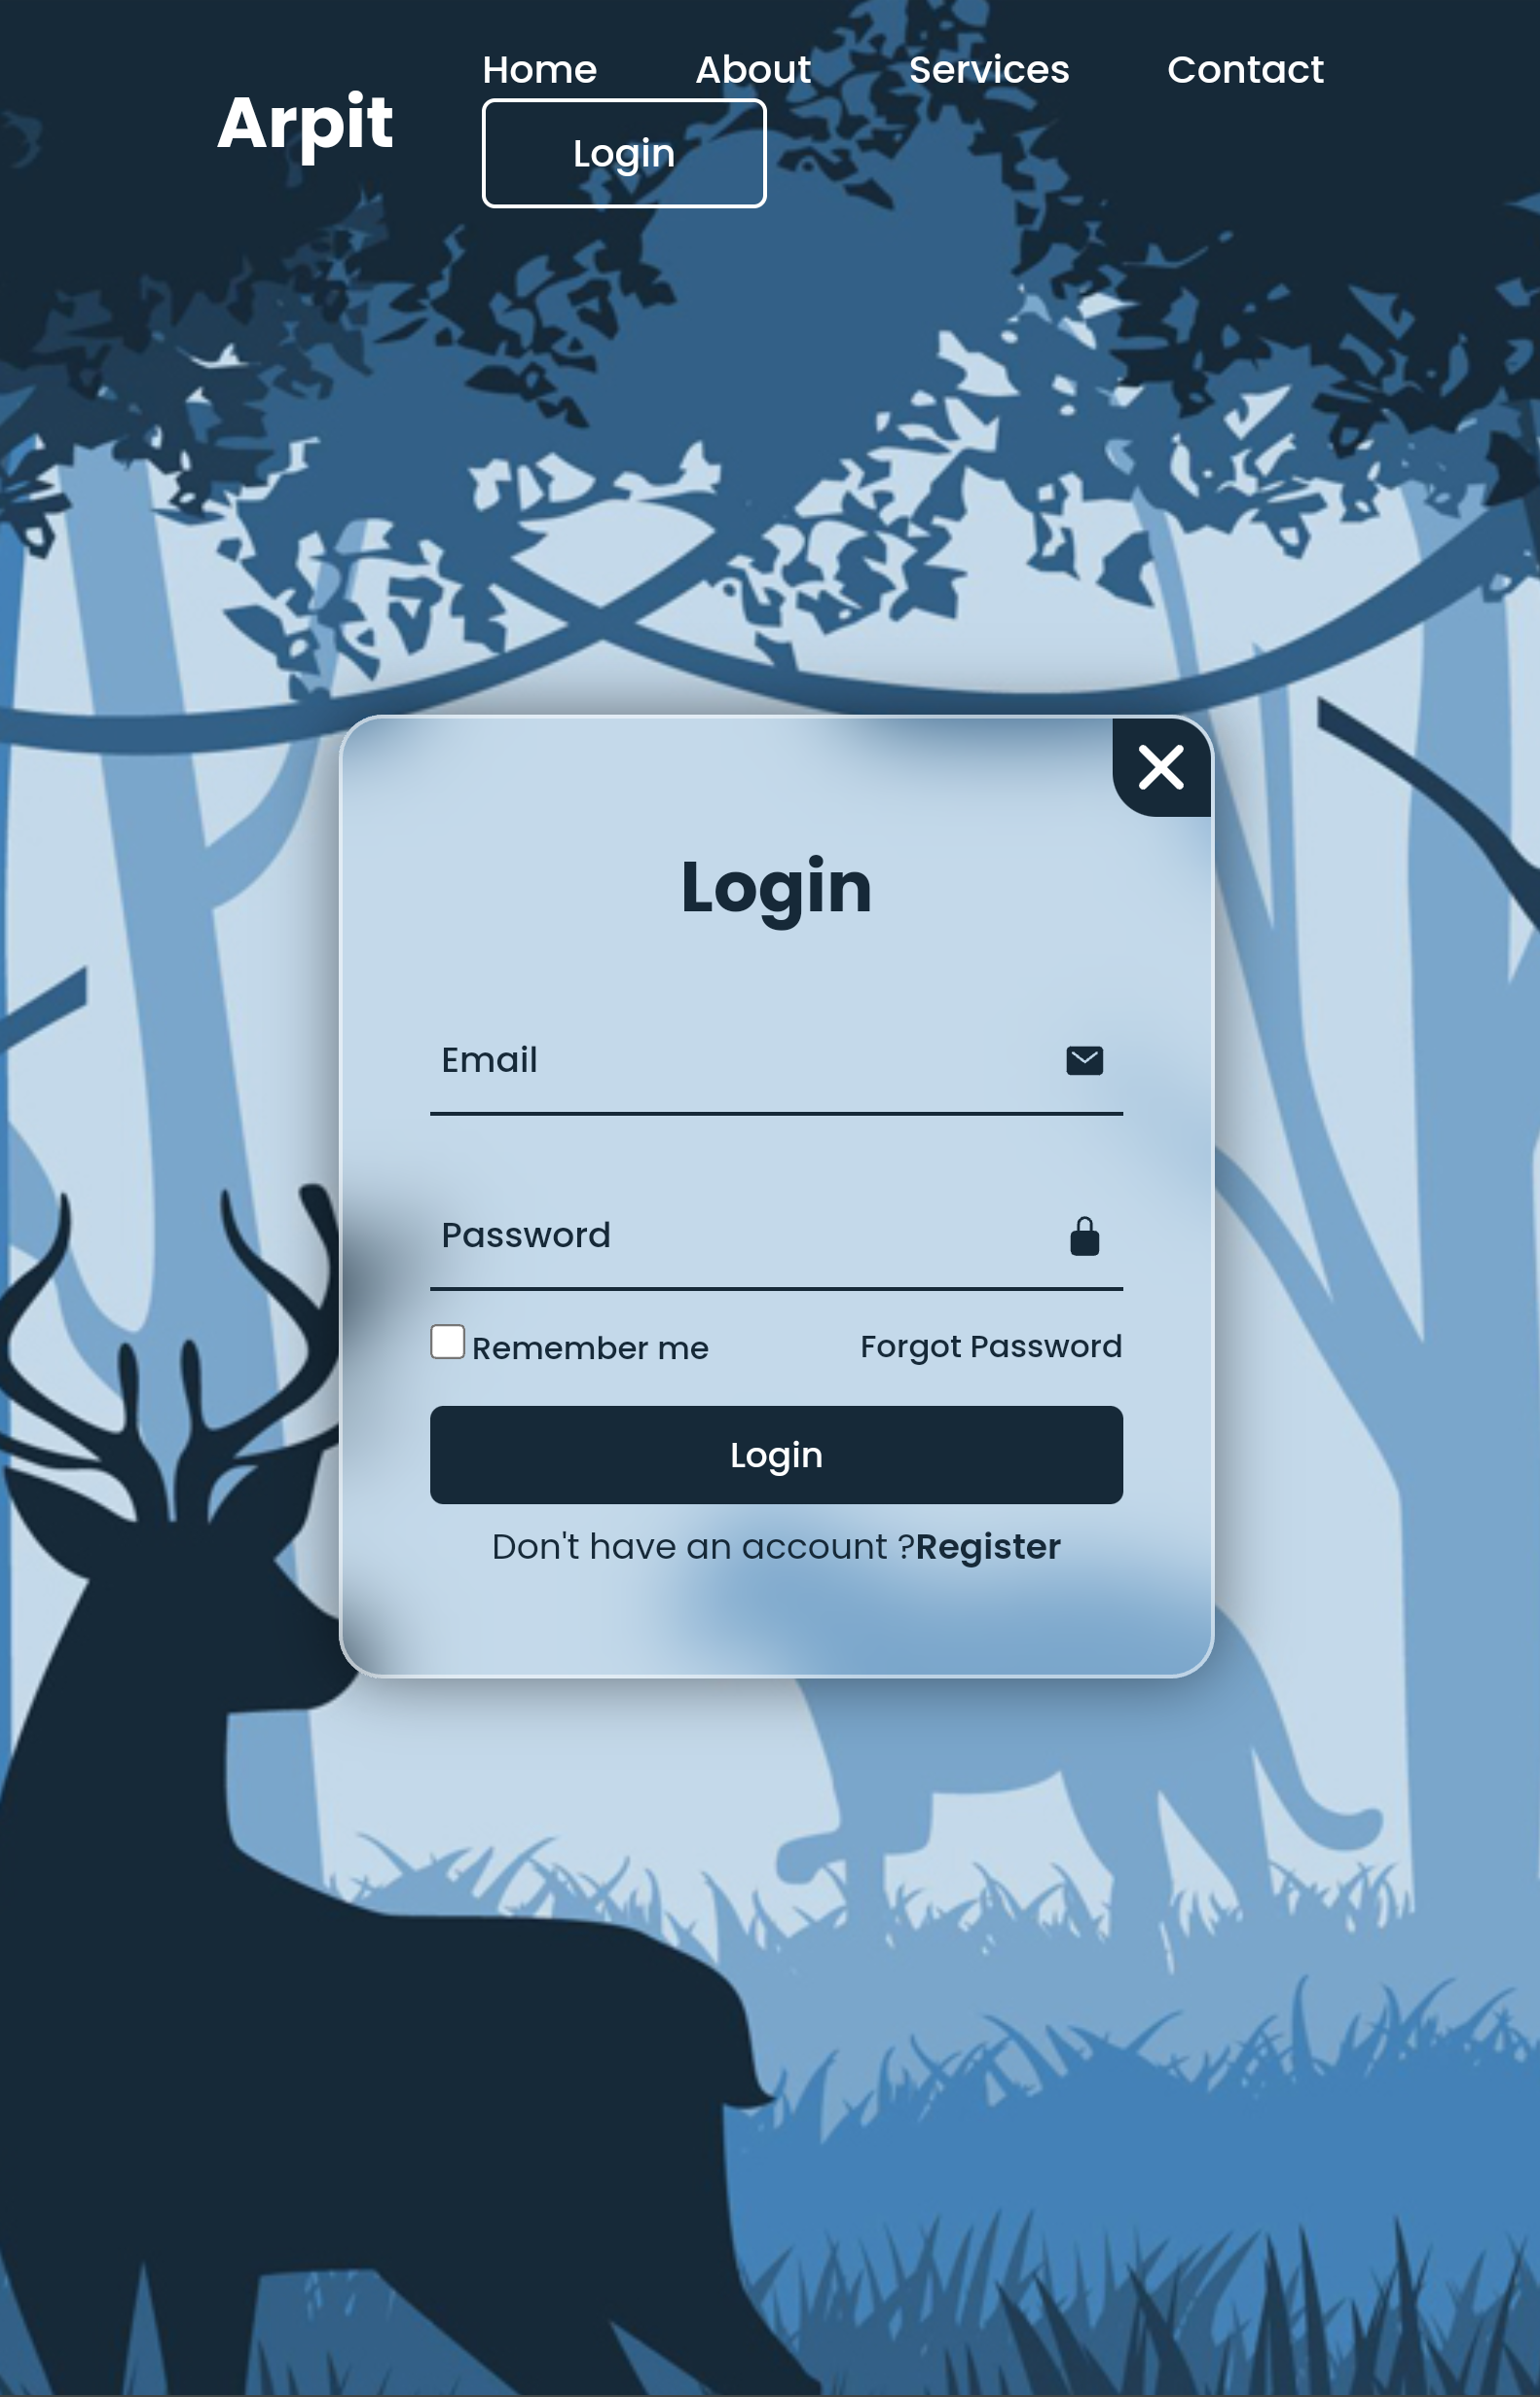 Arpit
Home About Services Contact
Login
Login
Email
Password
Remember me Forgot Password
Login
Don't have an account ?Register